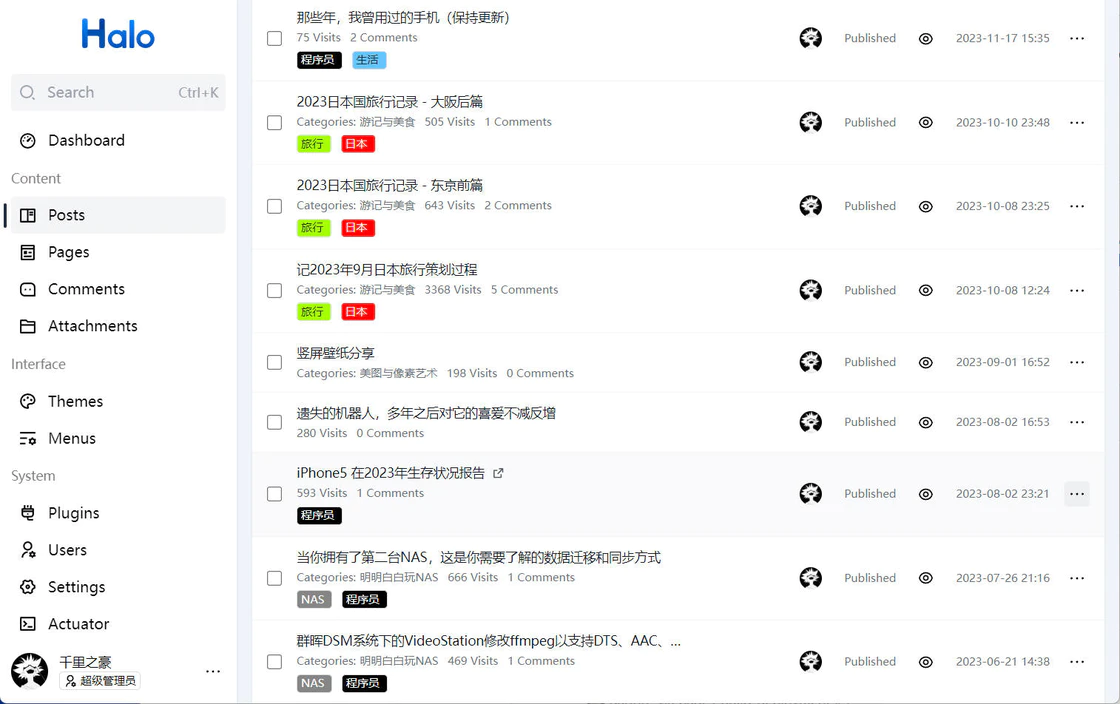 Halo
Search Ctrl+K
Dashboard
Content
Posts
Pages
Comments
Attachments
Interface
Themes
Menus
System
Plugins
Users
Settings
Actuator
千里之豪
超级管理员
那些年，我曾用过的手机（保持更新）
75 Visits 2 Comments
程序员 生活
Published 2023-11-17 15:35
2023日本国旅行记录 - 大阪后篇
Categories: 游记与美食 505 Visits 1 Comments
旅行 日本
Published 2023-10-10 23:48
2023日本国旅行记录 - 东京前篇
Categories: 游记与美食 643 Visits 2 Comments
旅行 日本
Published 2023-10-08 23:25
记2023年9月日本旅行策划过程
Categories: 游记与美食 3368 Visits 5 Comments
旅行 日本
Published 2023-10-08 12:24
竖屏壁纸分享
Categories: 美图与像素艺术 198 Visits 0 Comments
Published 2023-09-01 16:52
遗失的机器人，多年之后对它的喜爱不减反增
280 Visits 0 Comments
Published 2023-08-02 16:53
iPhone5 在2023年生存状况报告
593 Visits 1 Comments
程序员
Published 2023-08-02 23:21
当你拥有了第二台NAS，这是你需要了解的数据迁移和同步方式
Categories: 明明白白玩NAS 666 Visits 1 Comments
NAS 程序员
Published 2023-07-26 21:16
群晖DSM系统下的VideoStation修改ffmpeg以支持DTS、AAC、...
Categories: 明明白白玩NAS 469 Visits 1 Comments
NAS 程序员
Published 2023-06-21 14:38